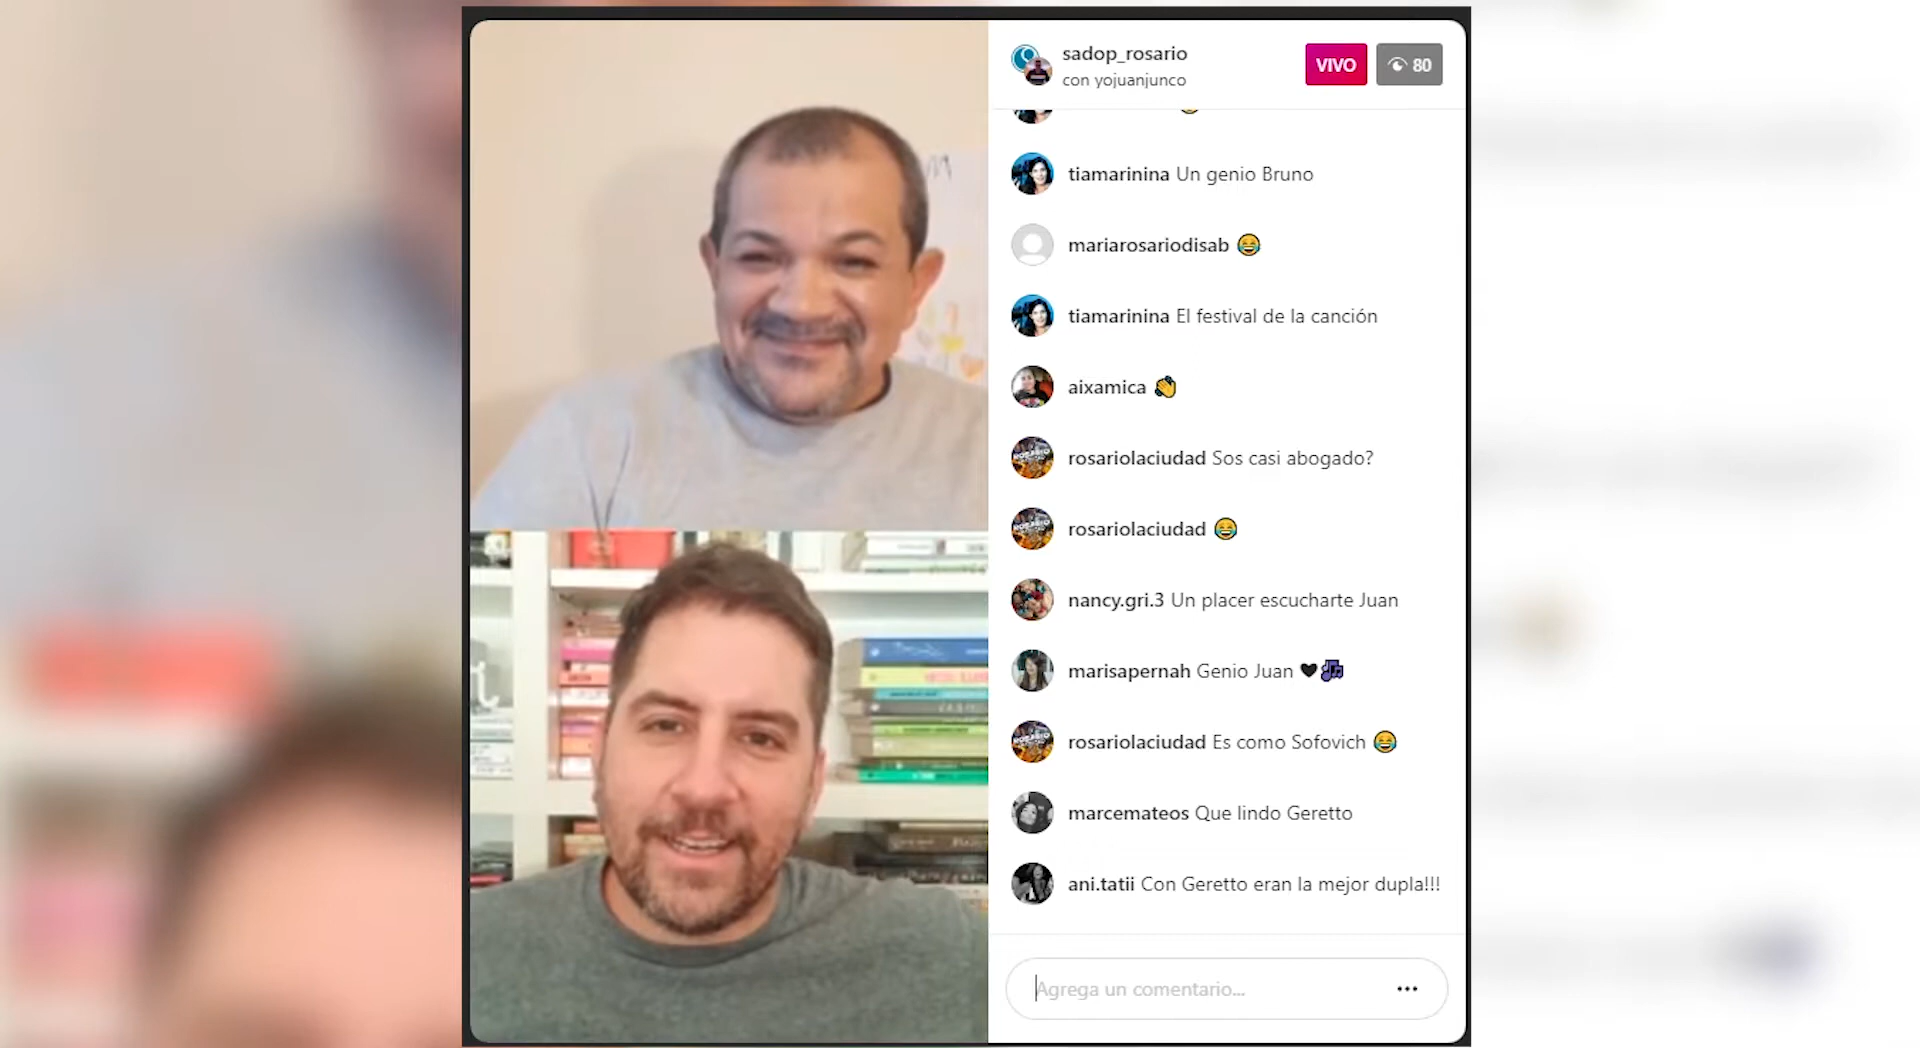 sadop_rosario
con yojuanjunco
VIVO
80
tiamarinina Un genio Bruno
mariarosariodisab 😂
tiamarinina El festival de la canción
aixamica 👏
rosariolaciudad Sos casi abogado?
rosariolaciudad 😂
nancy.gri.3 Un placer escucharte Juan
marisapernah Genio Juan 🖤🎶
rosariolaciudad Es como Sofovich 😂
marcemateos Que lindo Geretto
ani.tatii Con Geretto eran la mejor dupla!!!
Agrega un comentario...